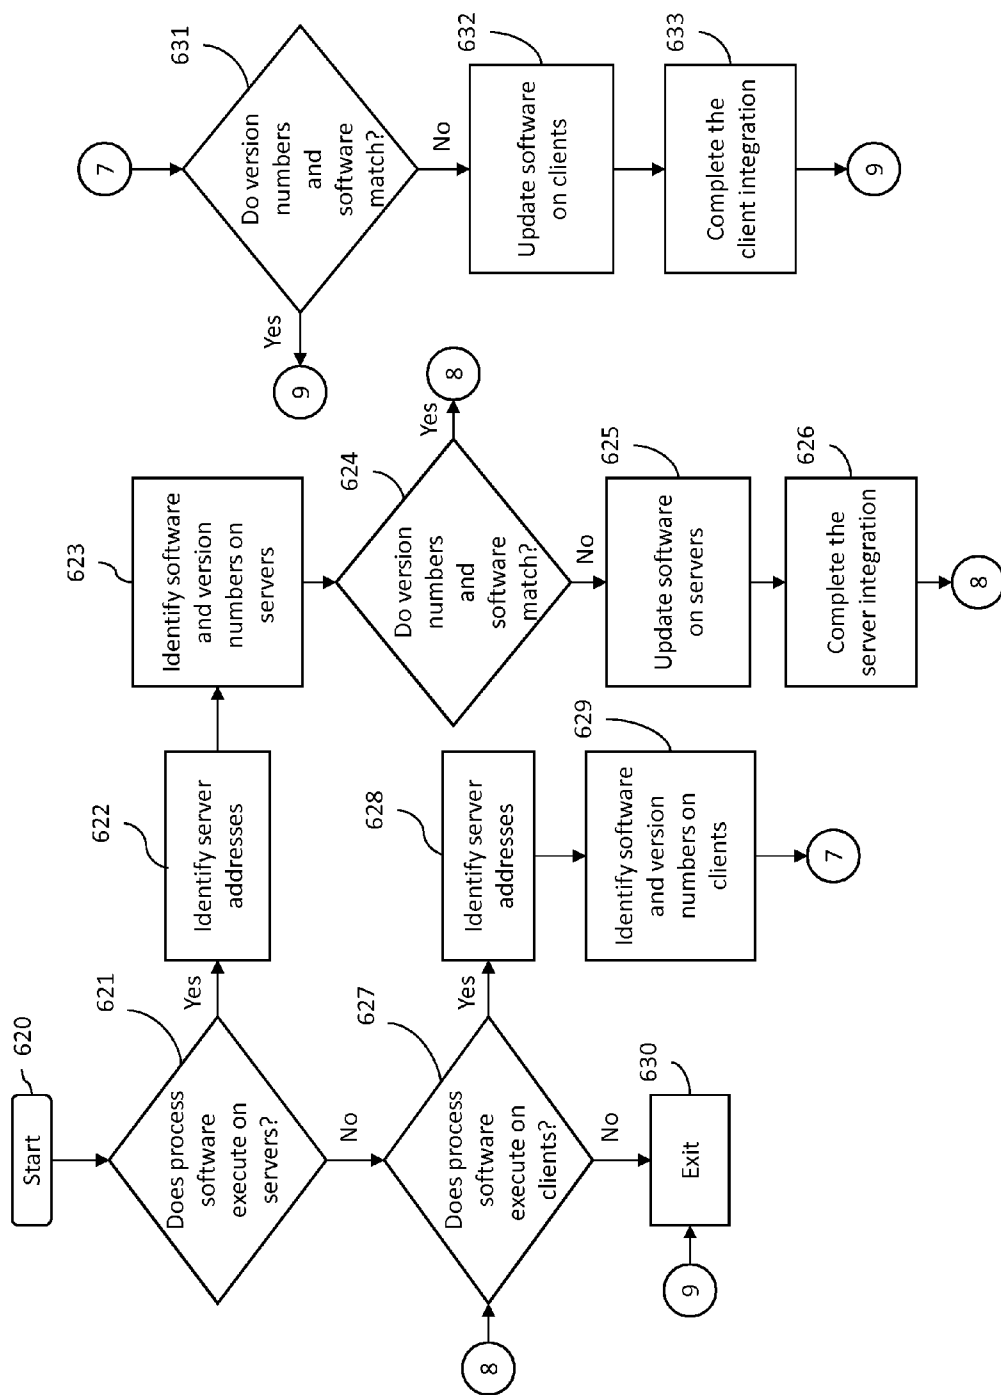 620
Start
621
Does process
software
execute on
servers?
Yes
No
622
Identify server
addresses
623
Identify software
and version
numbers on
servers
624
Do version
numbers
and
software
match?
Yes
8
No
625
Update software
on servers
626
Complete the
server integration
8
8
627
Does process
software
execute on
clients?
Yes
No
628
Identify server
addresses
629
Identify software
and version
numbers on
clients
7
9
630
Exit
7
631
Do version
numbers
and
software
match?
Yes
9
No
632
Update software
on clients
633
Complete the
client integration
9